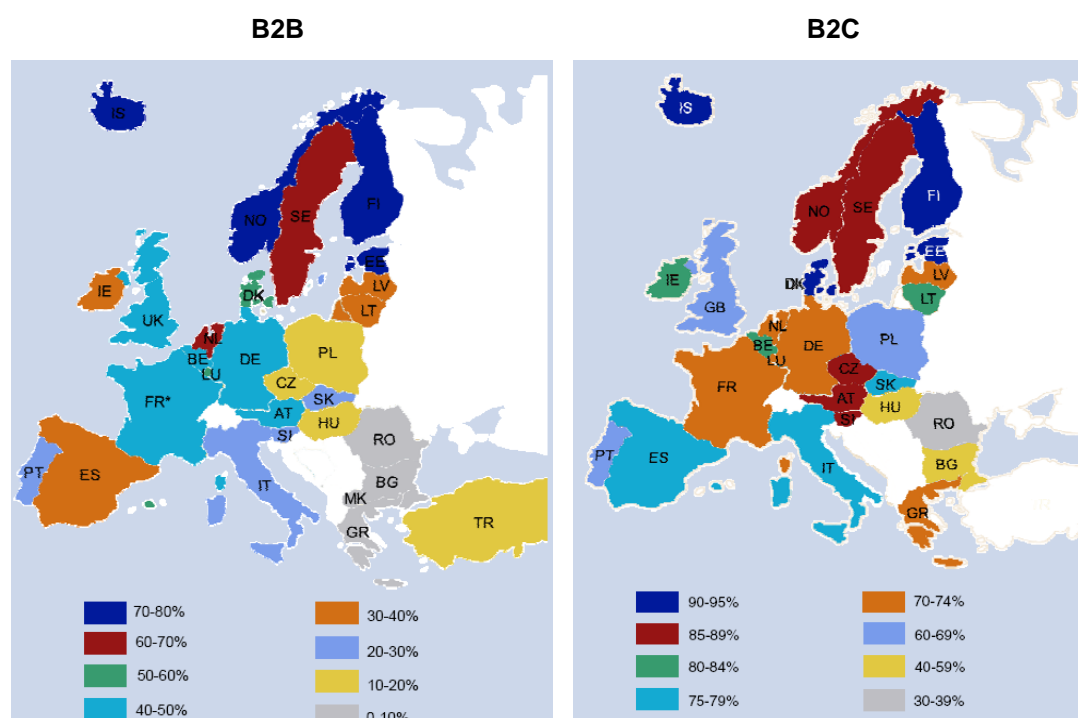 B2B
IS
NO
SE
FI
EE
LV
LT
DK
IE
UK
NL
BE
LU
DE
PL
CZ
SK
AT
HU
SI
FR*
RO
BG
MK
GR
IT
ES
PT
TR
70-80%
60-70%
50-60%
40-50%
30-40%
20-30%
10-20%
0-10%
B2C
IS
NO
SE
FI
EE
LV
LT
DK
IE
GB
NL
BE
LU
DE
PL
CZ
SK
AT
HU
SI
FR
RO
BG
GR
IT
ES
PT
TR
90-95%
85-89%
80-84%
75-79%
70-74%
60-69%
40-59%
30-39%